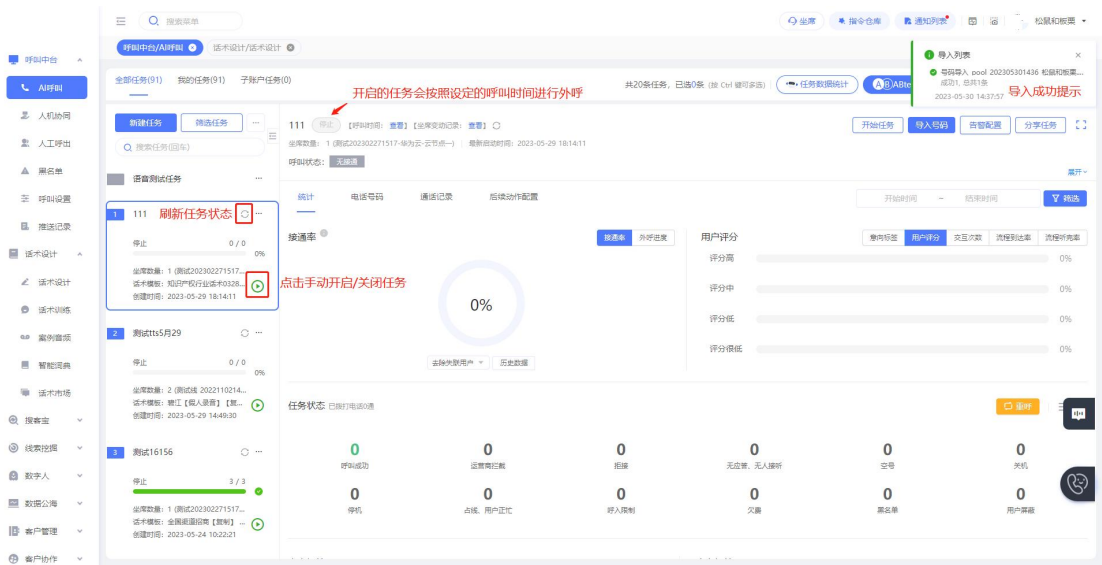 搜索菜单
坐席
指令仓库
通知列表
松鼠和板栗
呼叫中台/AI呼叫
话术设计/话术设计
导入列表
号码导入 pool 202305301436 松鼠和板栗...
成功1, 总共1条
2023-05-30 14:37:57
导入成功提示
呼叫中台
AI呼叫
人机协同
人工呼出
黑名单
呼叫设置
推送记录
话术设计
话术设计
话术训练
案例音频
智能词典
话术市场
搜客宝
线索挖掘
数字人
数据公海
客户管理
客户协作
全部任务(91)
我的任务(91)
子账户任务(0)
共20条任务，已选0条 (按 Ctrl 键可多选)
任务数据统计
开启的任务会按照设定的呼叫时间进行外呼
新建任务
筛选任务
搜索任务(回车)
语音测试任务
1 111
刷新任务状态
停止 0 / 0
0%
坐席数量：1 (测试202302271517...
话术模板：知识产权行业话术0328...
创建时间：2023-05-29 18:14:11
点击手动开启/关闭任务
2 测试tts5月29
停止 0 / 0
0%
坐席数量：2 (测试线 2022110214...
话术模板：碧江【假人录音】【复...
创建时间：2023-05-29 14:49:30
3 测试16156
停止 3 / 3
坐席数量：1 (测试202302271517...
话术模板：全国渠道招商【复制】 ...
创建时间：2023-05-24 10:22:21
111 停止 【呼叫时间：查看】【坐席变动记录：查看】
开始任务
导入号码
告警配置
分享任务
坐席数量： 1 (测试202302271517-华为云-云节点一) 最新启动时间：2023-05-29 18:14:11
呼叫状态： 无接通
展开
统计
电话号码
通话记录
后续动作配置
开始时间 – 结束时间
筛选
接通率
接通率
外呼进度
0%
去除失联用户
历史数据
用户评分
意向标签
用户评分
交互次数
流程到达率
流程听完率
评分高 0%
评分中 0%
评分低 0%
评分很低 0%
任务状态 已拨打电话0通
重呼
0 0 0 0 0 0
呼叫成功 运营商拦截 拒接 无应答、无人接听 空号 关机
0 0 0 0 0 0
停机 占线、用户正忙 呼入限制 欠费 黑名单 用户屏蔽